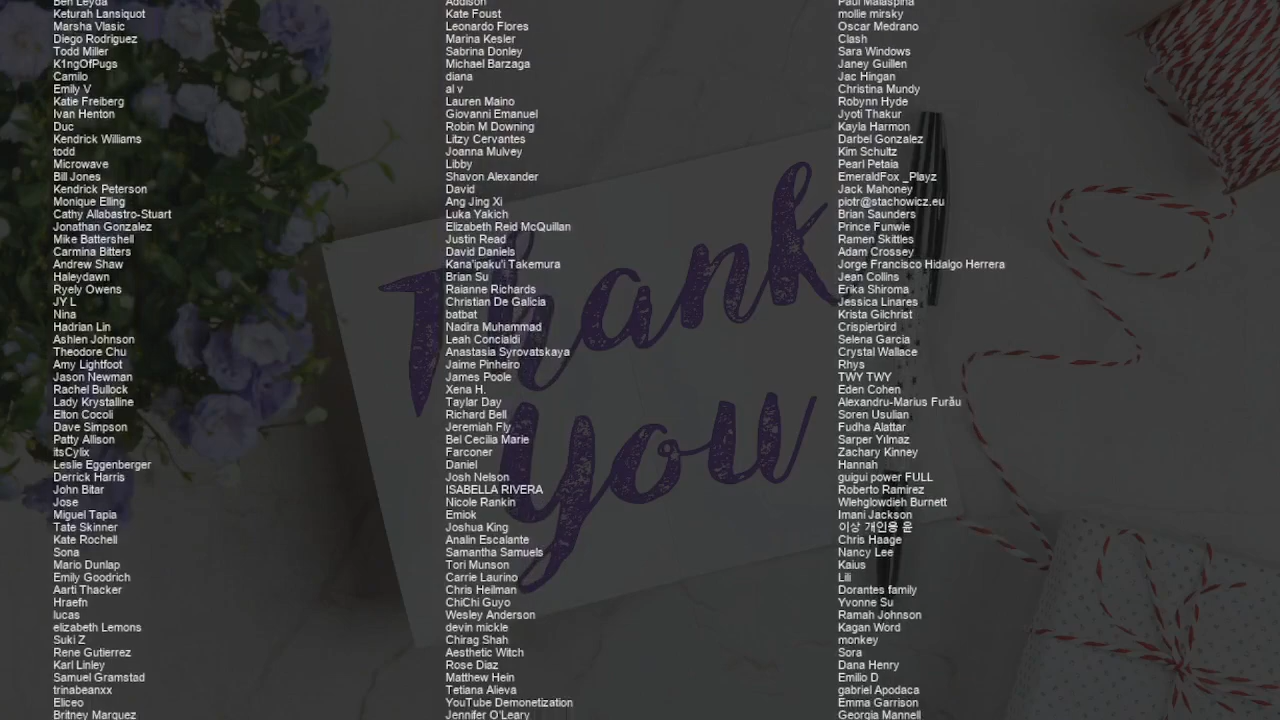 Ben Leyda
Keturah Lansiquot
Marsha Vlasic
Diego Rodriguez
Todd Miller
K1ngOfPugs
Camilo
Emily V
Katie Freiberg
Ivan Henton
Duc
Kendrick Williams
todd
Microwave
Bill Jones
Kendrick Peterson
Monique Elling
Cathy Allabastro-Stuart
Jonathan Gonzalez
Mike Battershell
Carmina Bitters
Andrew Shaw
Haleydawn
Ryely Owens
JY L
Nina
Hadrian Lin
Ashlen Johnson
Theodore Chu
Amy Lightfoot
Jason Newman
Rachel Bullock
Lady Krystalline
Elton Cocoli
Dave Simpson
Patty Allison
itsCylix
Leslie Eggenberger
Derrick Harris
John Bitar
Jose
Miguel Tapia
Tate Skinner
Kate Rochell
Sona
Mario Dunlap
Emily Goodrich
Aarti Thacker
Hraefn
lucas
elizabeth Lemons
Suki Z
Rene Gutierrez
Karl Linley
Samuel Gramstad
trinabeanxx
Eliceo
Britney Marquez
Addison
Kate Foust
Leonardo Flores
Marina Kesler
Sabrina Donley
Michael Barzaga
diana
al v
Lauren Maino
Giovanni Emanuel
Robin M Downing
Litzy Cervantes
Joanna Mulvey
Libby
Shavon Alexander
David
Ang Jing Xi
Luka Yakich
Elizabeth Reid McQuillan
Justin Read
David Daniels
Kana'ipaku'i Takemura
Brian Su
Raianne Richards
Christian De Galicia
batbat
Nadira Muhammad
Leah Concialdi
Anastasia Syrovatskaya
Jaime Pinheiro
James Poole
Xena H.
Taylar Day
Richard Bell
Jeremiah Fly
Bel Cecilia Marie
Farconer
Daniel
Josh Nelson
ISABELLA RIVERA
Nicole Rankin
Emiok
Joshua King
Analin Escalante
Samantha Samuels
Tori Munson
Carrie Laurino
Chris Heilman
ChiChi Guyo
Wesley Anderson
devin mickle
Chirag Shah
Aesthetic Witch
Rose Diaz
Matthew Hein
Tetiana Alieva
YouTube Demonetization
Jennifer O'Leary
Paul Malaspina
mollie mirsky
Oscar Medrano
Clash
Sara Windows
Janey Guillen
Jac Hingan
Christina Mundy
Robynn Hyde
Jyoti Thakur
Kayla Harmon
Darbel Gonzalez
Kim Schultz
Pearl Petaia
EmeraldFox _Playz
Jack Mahoney
piotr@stachowicz.eu
Brian Saunders
Prince Funwie
Ramen Skittles
Adam Crossey
Jorge Francisco Hidalgo Herrera
Jean Collins
Erika Shiroma
Jessica Linares
Krista Gilchrist
Crispierbird
Selena Garcia
Crystal Wallace
Rhys
TWY TWY
Eden Cohen
Alexandru-Marius Furău
Soren Usulian
Fudha Alattar
Sarper Yılmaz
Zachary Kinney
Hannah
guigui power FULL
Roberto Ramirez
Wlehglowdieh Burnett
Imani Jackson
이상 개인용 윤
Chris Haage
Nancy Lee
Kaius
Lili
Dorantes family
Yvonne Su
Ramah Johnson
Kagan Word
monkey
Sora
Dana Henry
Emilio D
gabriel Apodaca
Emma Garrison
Georgia Mannell
Thank
you